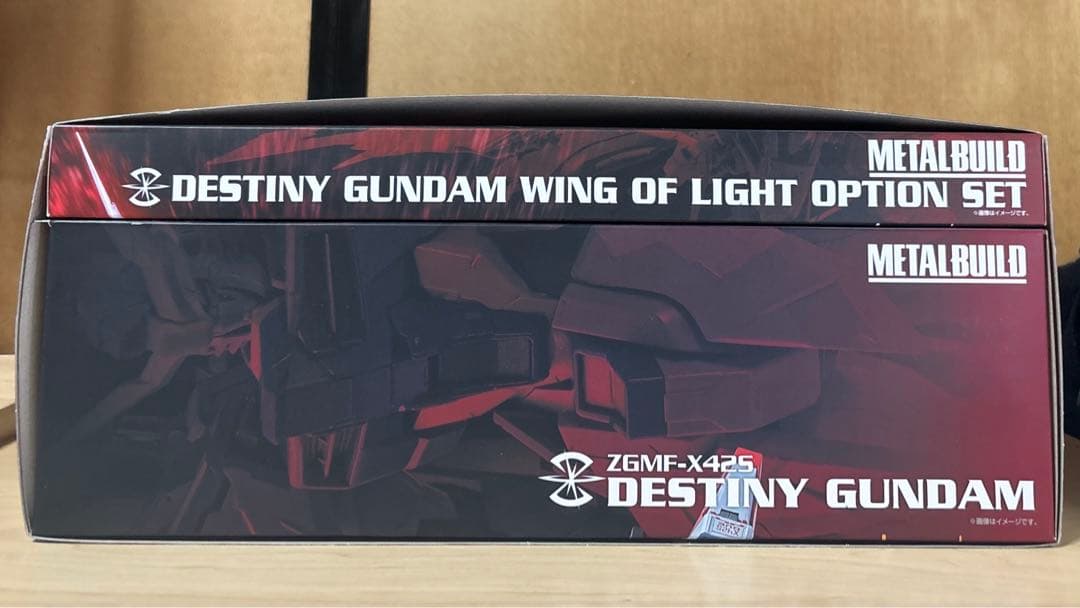 METALBUILD
DESTINY GUNDAM WING OF LIGHT OPTION SET
※画像はイメージです。
METALBUILD
ZGMF-X42S
DESTINY GUNDAM
※画像はイメージです。